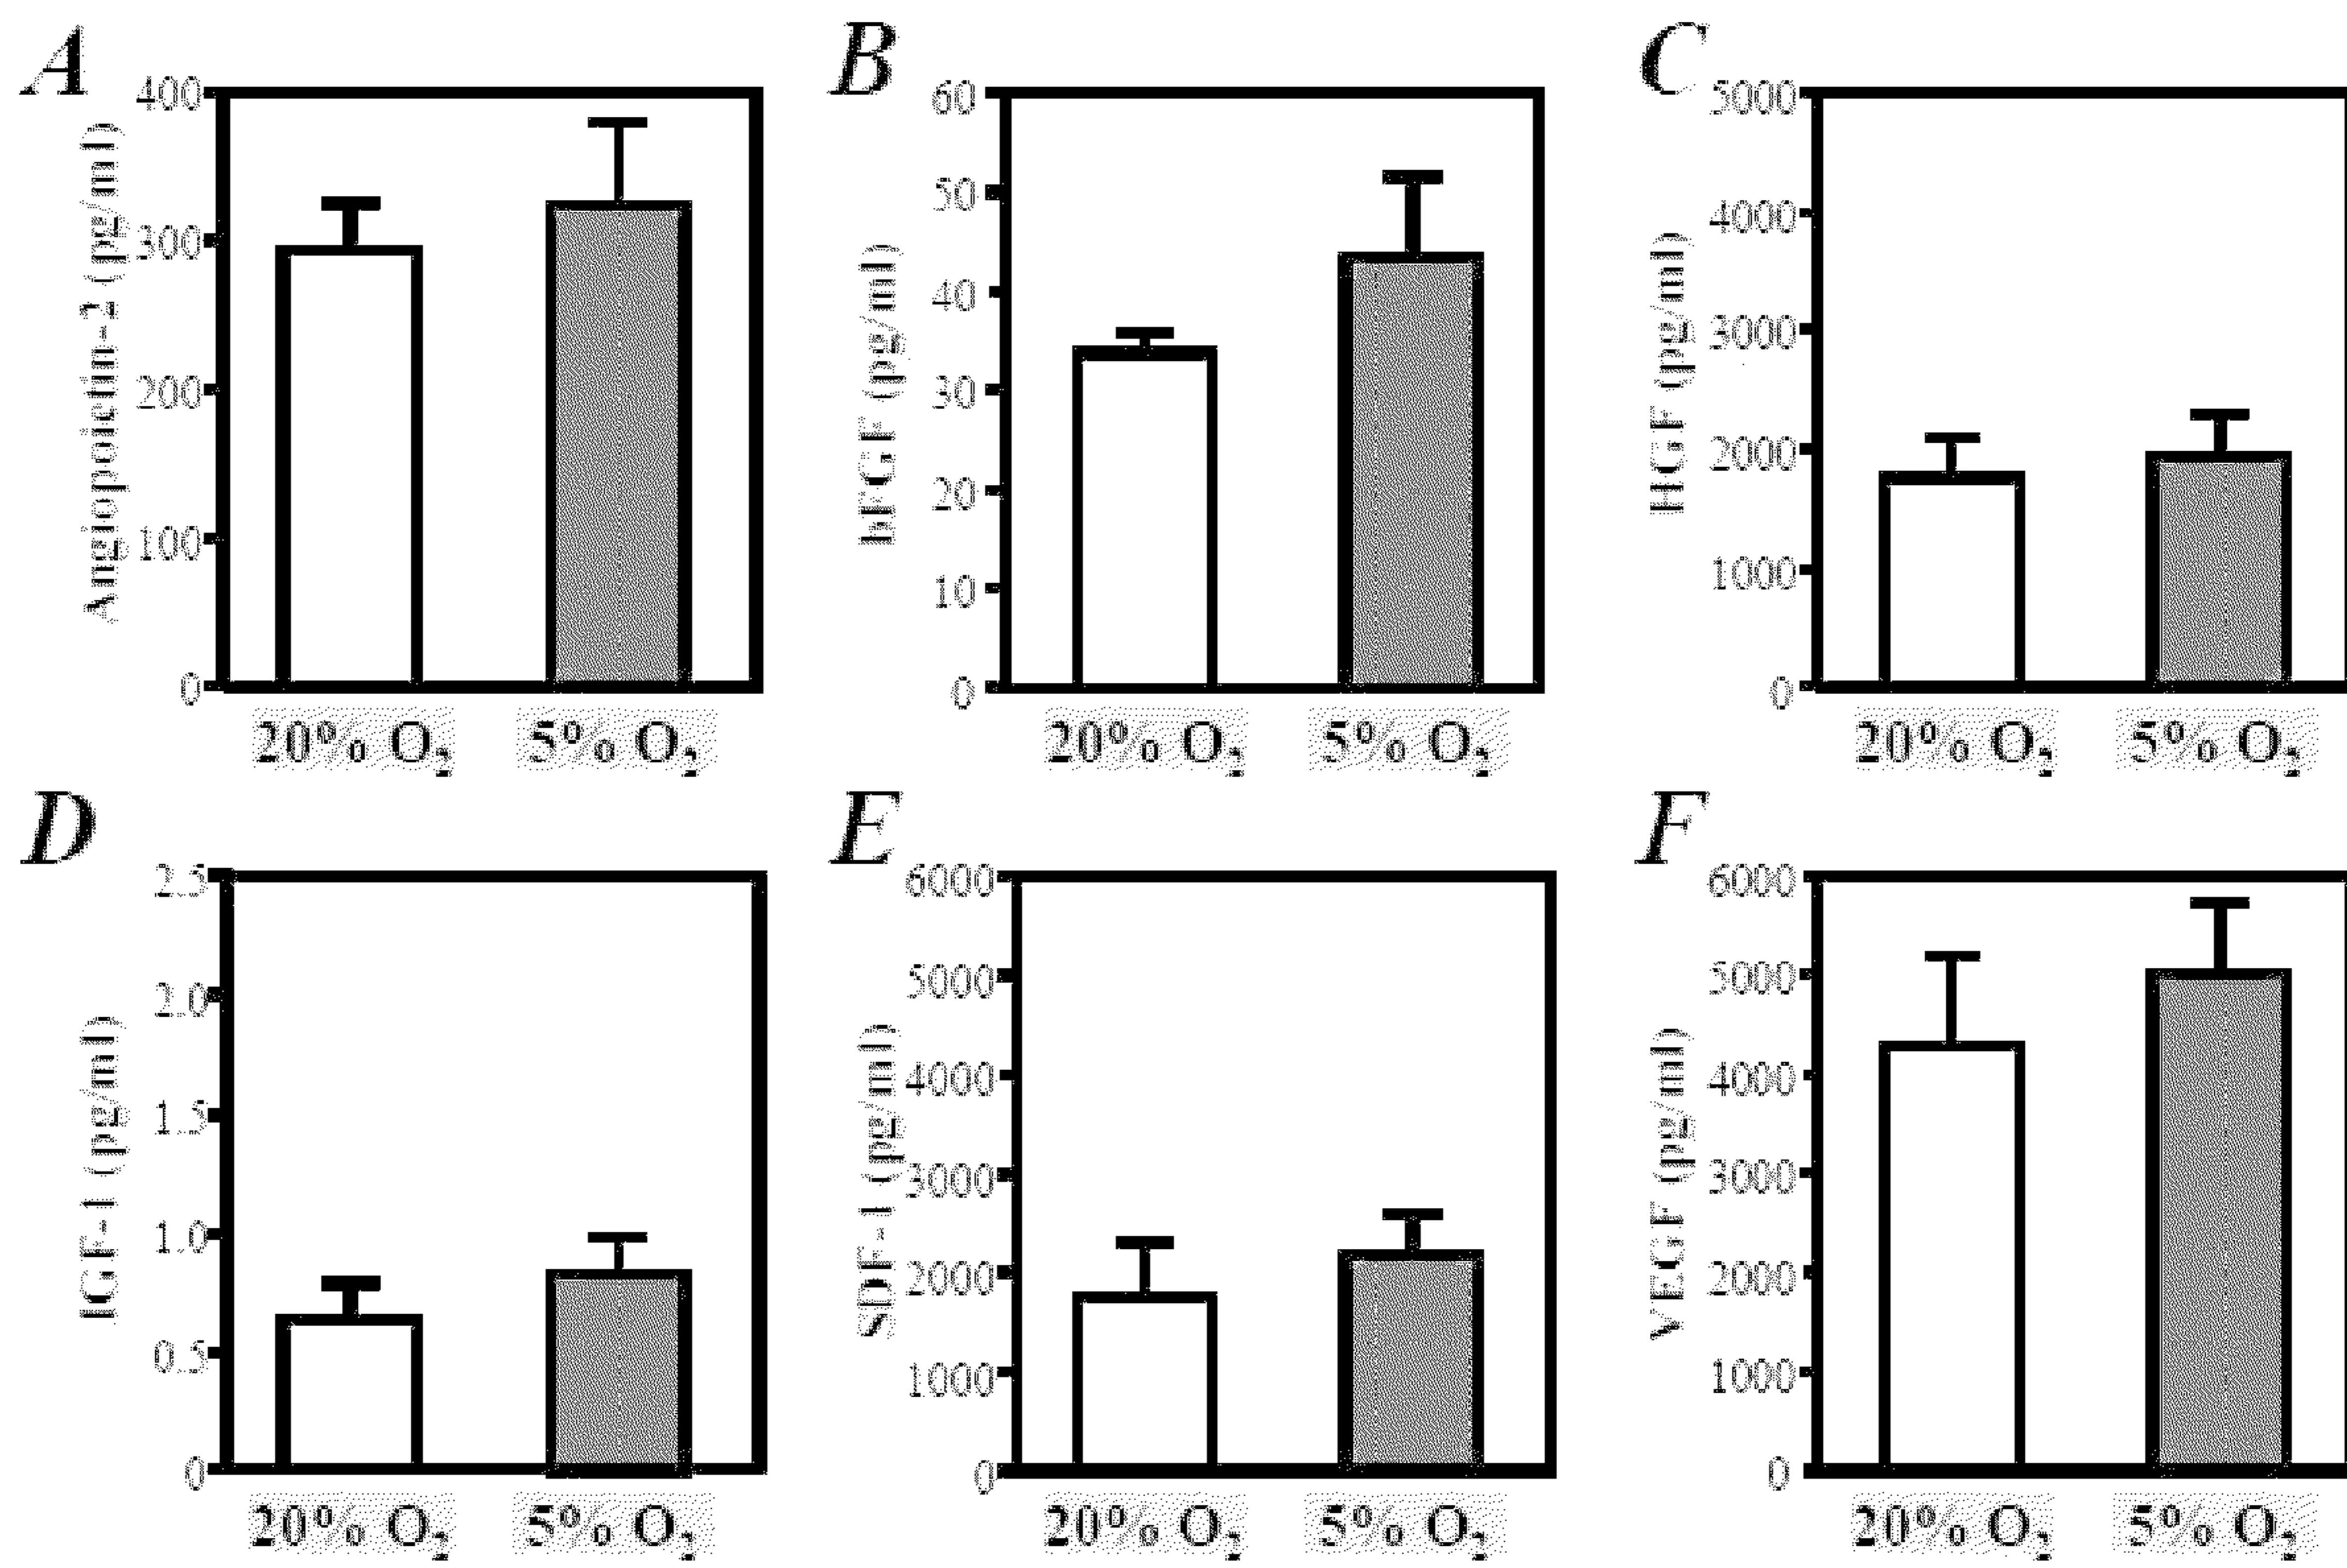 A
Angiopoietin-2 (pg/ml)
400
300
200
100
0
20% O2
5% O2
B
(pg/ml)
60
50
40
30
20
10
0
20% O2
5% O2
C
HGF (pg/ml)
5000
4000
3000
2000
1000
0
20% O2
5% O2
D
IGF-1 (pg/ml)
2.5
2.0
1.5
1.0
0.5
0
20% O2
5% O2
E
SDF-1 (pg/ml)
6000
5000
4000
3000
2000
1000
0
20% O2
5% O2
F
VEGF (pg/ml)
6000
5000
4000
3000
2000
1000
0
20% O2
5% O2